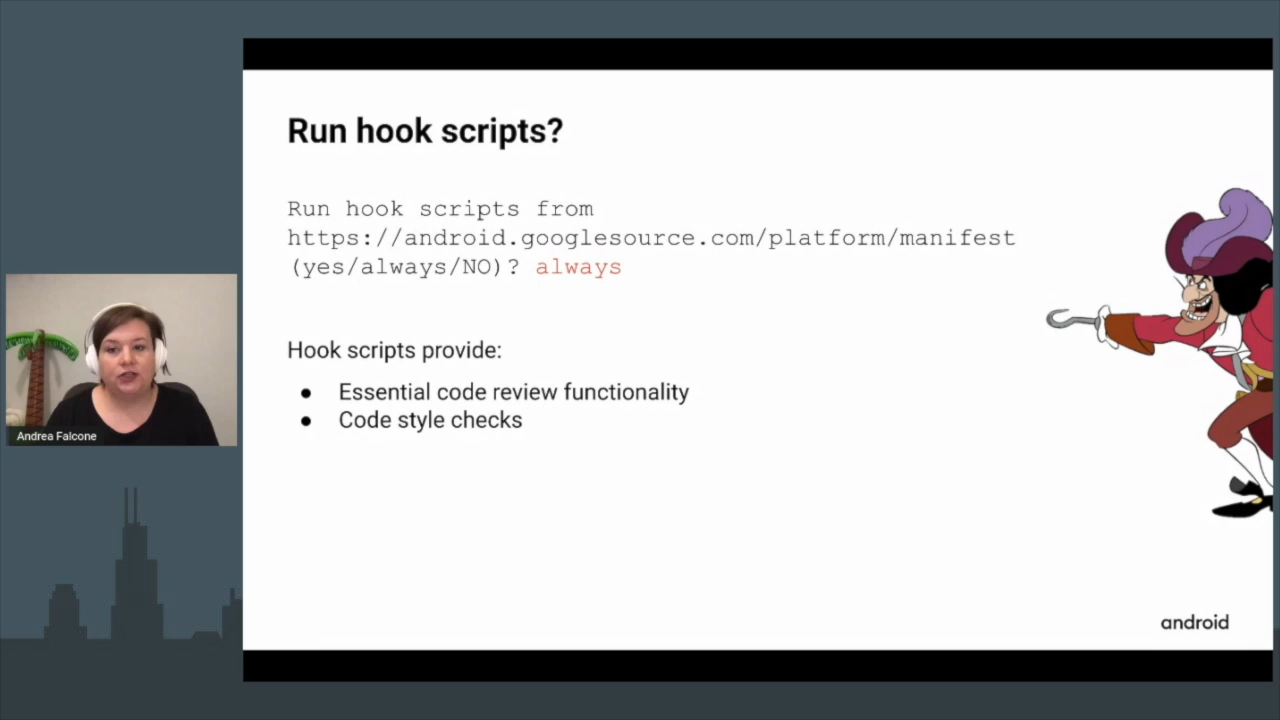 Run hook scripts?
Run hook scripts from
https://android.googlesource.com/platform/manifest
(yes/always/NO)? always
Hook scripts provide:
● Essential code review functionality
● Code style checks
Andrea Falcone
android